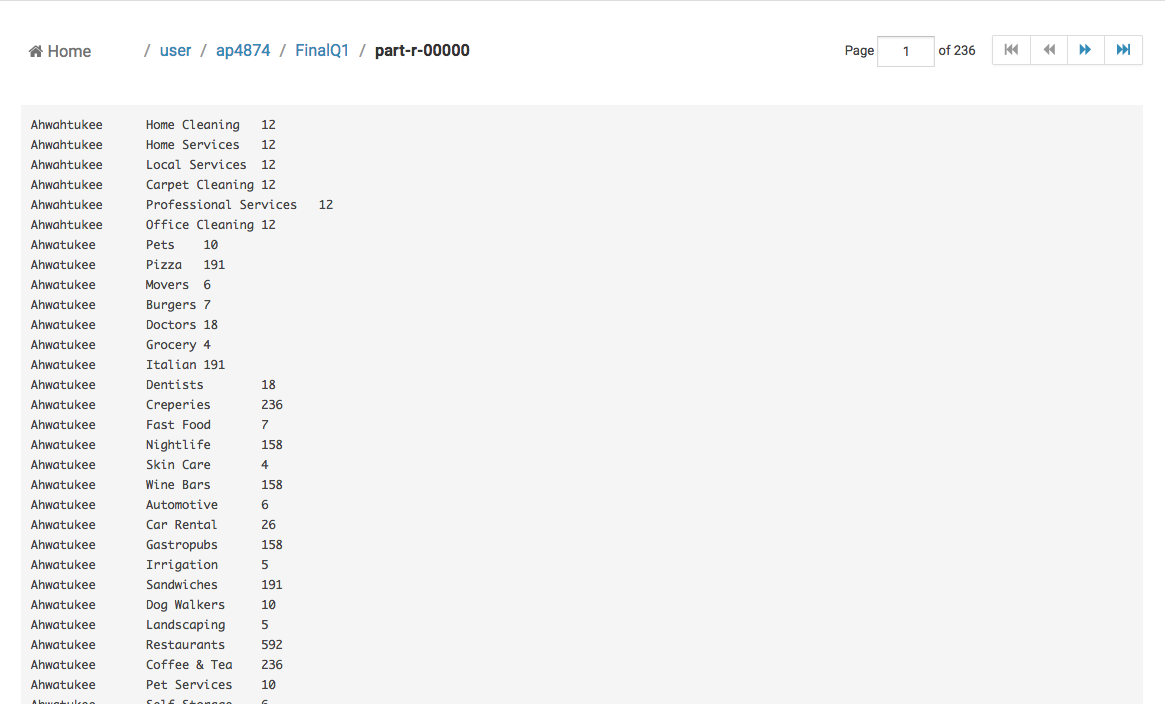 Home / user / ap4874 / FinalQ1 / part-r-00000 Page 1 of 236
Ahwahtukee Home Cleaning 12
Ahwahtukee Home Services 12
Ahwahtukee Local Services 12
Ahwahtukee Carpet Cleaning 12
Ahwahtukee Professional Services 12
Ahwahtukee Office Cleaning 12
Ahwatukee Pets 10
Ahwatukee Pizza 191
Ahwatukee Movers 6
Ahwatukee Burgers 7
Ahwatukee Doctors 18
Ahwatukee Grocery 4
Ahwatukee Italian 191
Ahwatukee Dentists 18
Ahwatukee Creperies 236
Ahwatukee Fast Food 7
Ahwatukee Nightlife 158
Ahwatukee Skin Care 4
Ahwatukee Wine Bars 158
Ahwatukee Automotive 6
Ahwatukee Car Rental 26
Ahwatukee Gastropubs 158
Ahwatukee Irrigation 5
Ahwatukee Sandwiches 191
Ahwatukee Dog Walkers 10
Ahwatukee Landscaping 5
Ahwatukee Restaurants 592
Ahwatukee Coffee & Tea 236
Ahwatukee Pet Services 10
Ahwatukee Self Storage 6